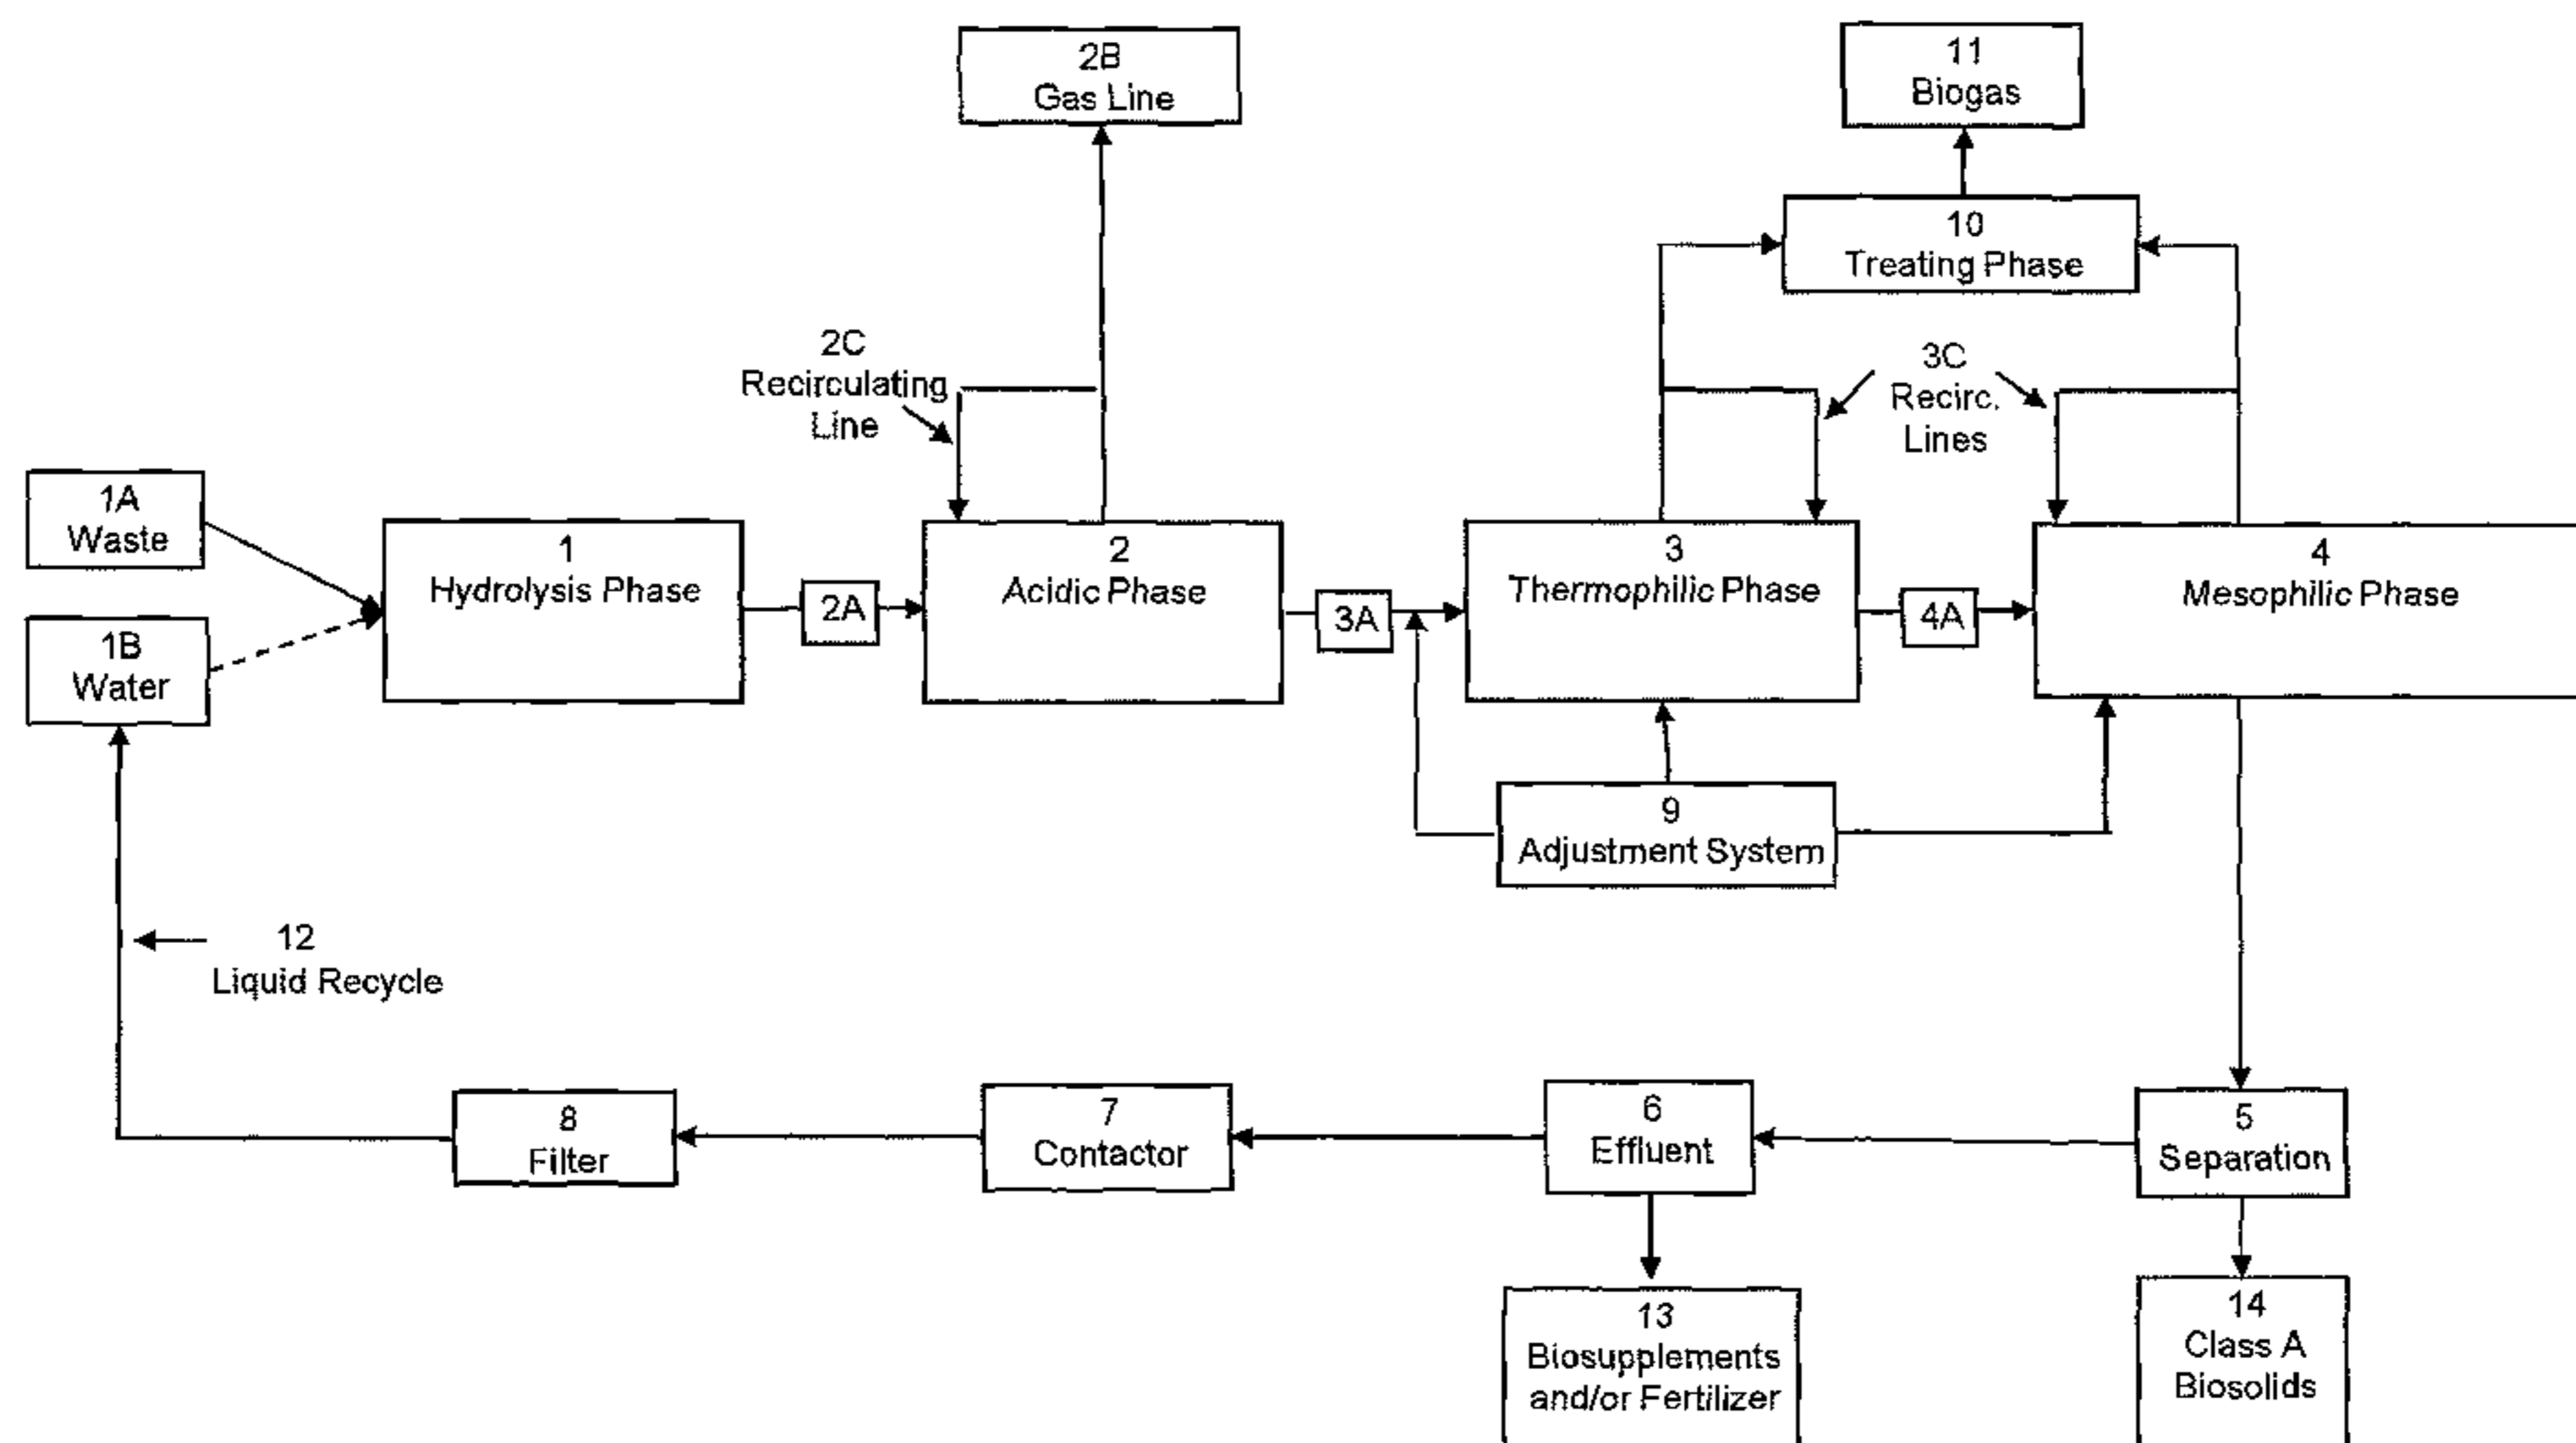 2B
Gas Line
11
Biogas
10
Treating Phase
2C
Recirculating
Line
3C
Recirc.
Lines
1A
Waste
1B
Water
1
Hydrolysis Phase
2A
2
Acidic Phase
3A
3
Thermophilic Phase
4A
4
Mesophilic Phase
9
Adjustment System
12
Liquid Recycle
8
Filter
7
Contactor
6
Effluent
5
Separation
13
Biosupplements
and/or Fertilizer
14
Class A
Biosolids